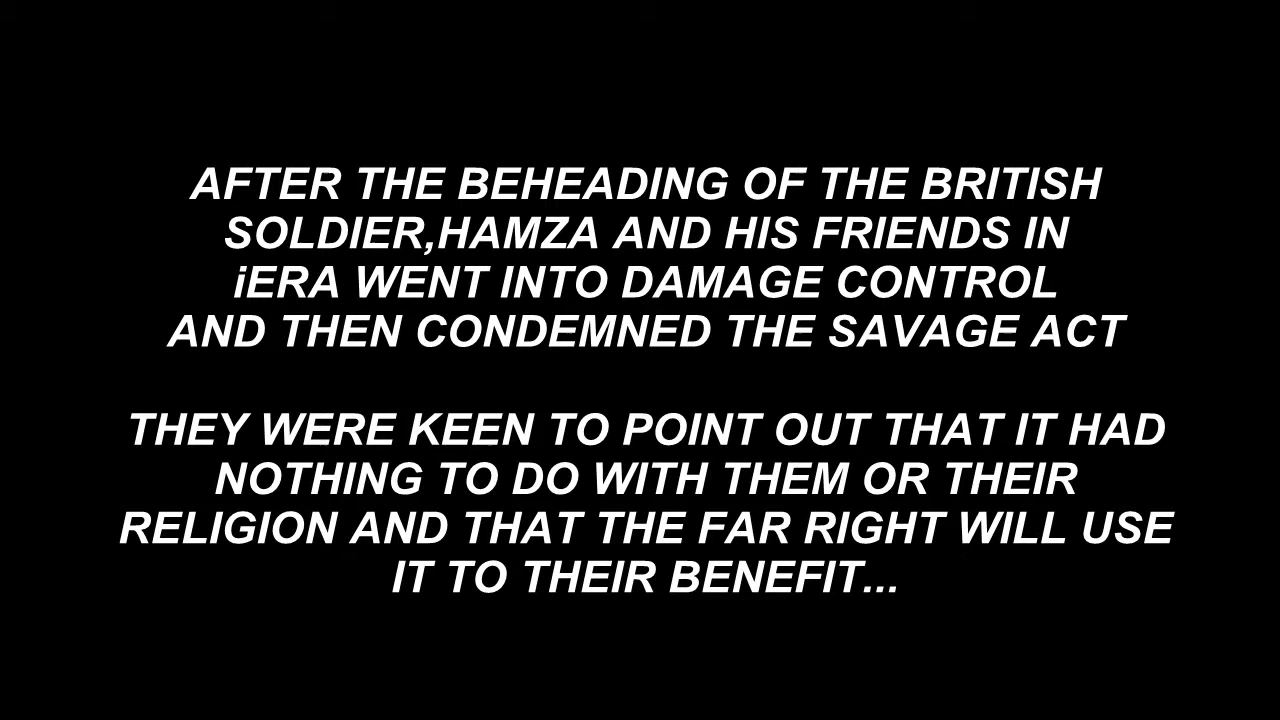 AFTER THE BEHEADING OF THE BRITISH
SOLDIER,HAMZA AND HIS FRIENDS IN
iERA WENT INTO DAMAGE CONTROL
AND THEN CONDEMNED THE SAVAGE ACT
THEY WERE KEEN TO POINT OUT THAT IT HAD
NOTHING TO DO WITH THEM OR THEIR
RELIGION AND THAT THE FAR RIGHT WILL USE
IT TO THEIR BENEFIT...